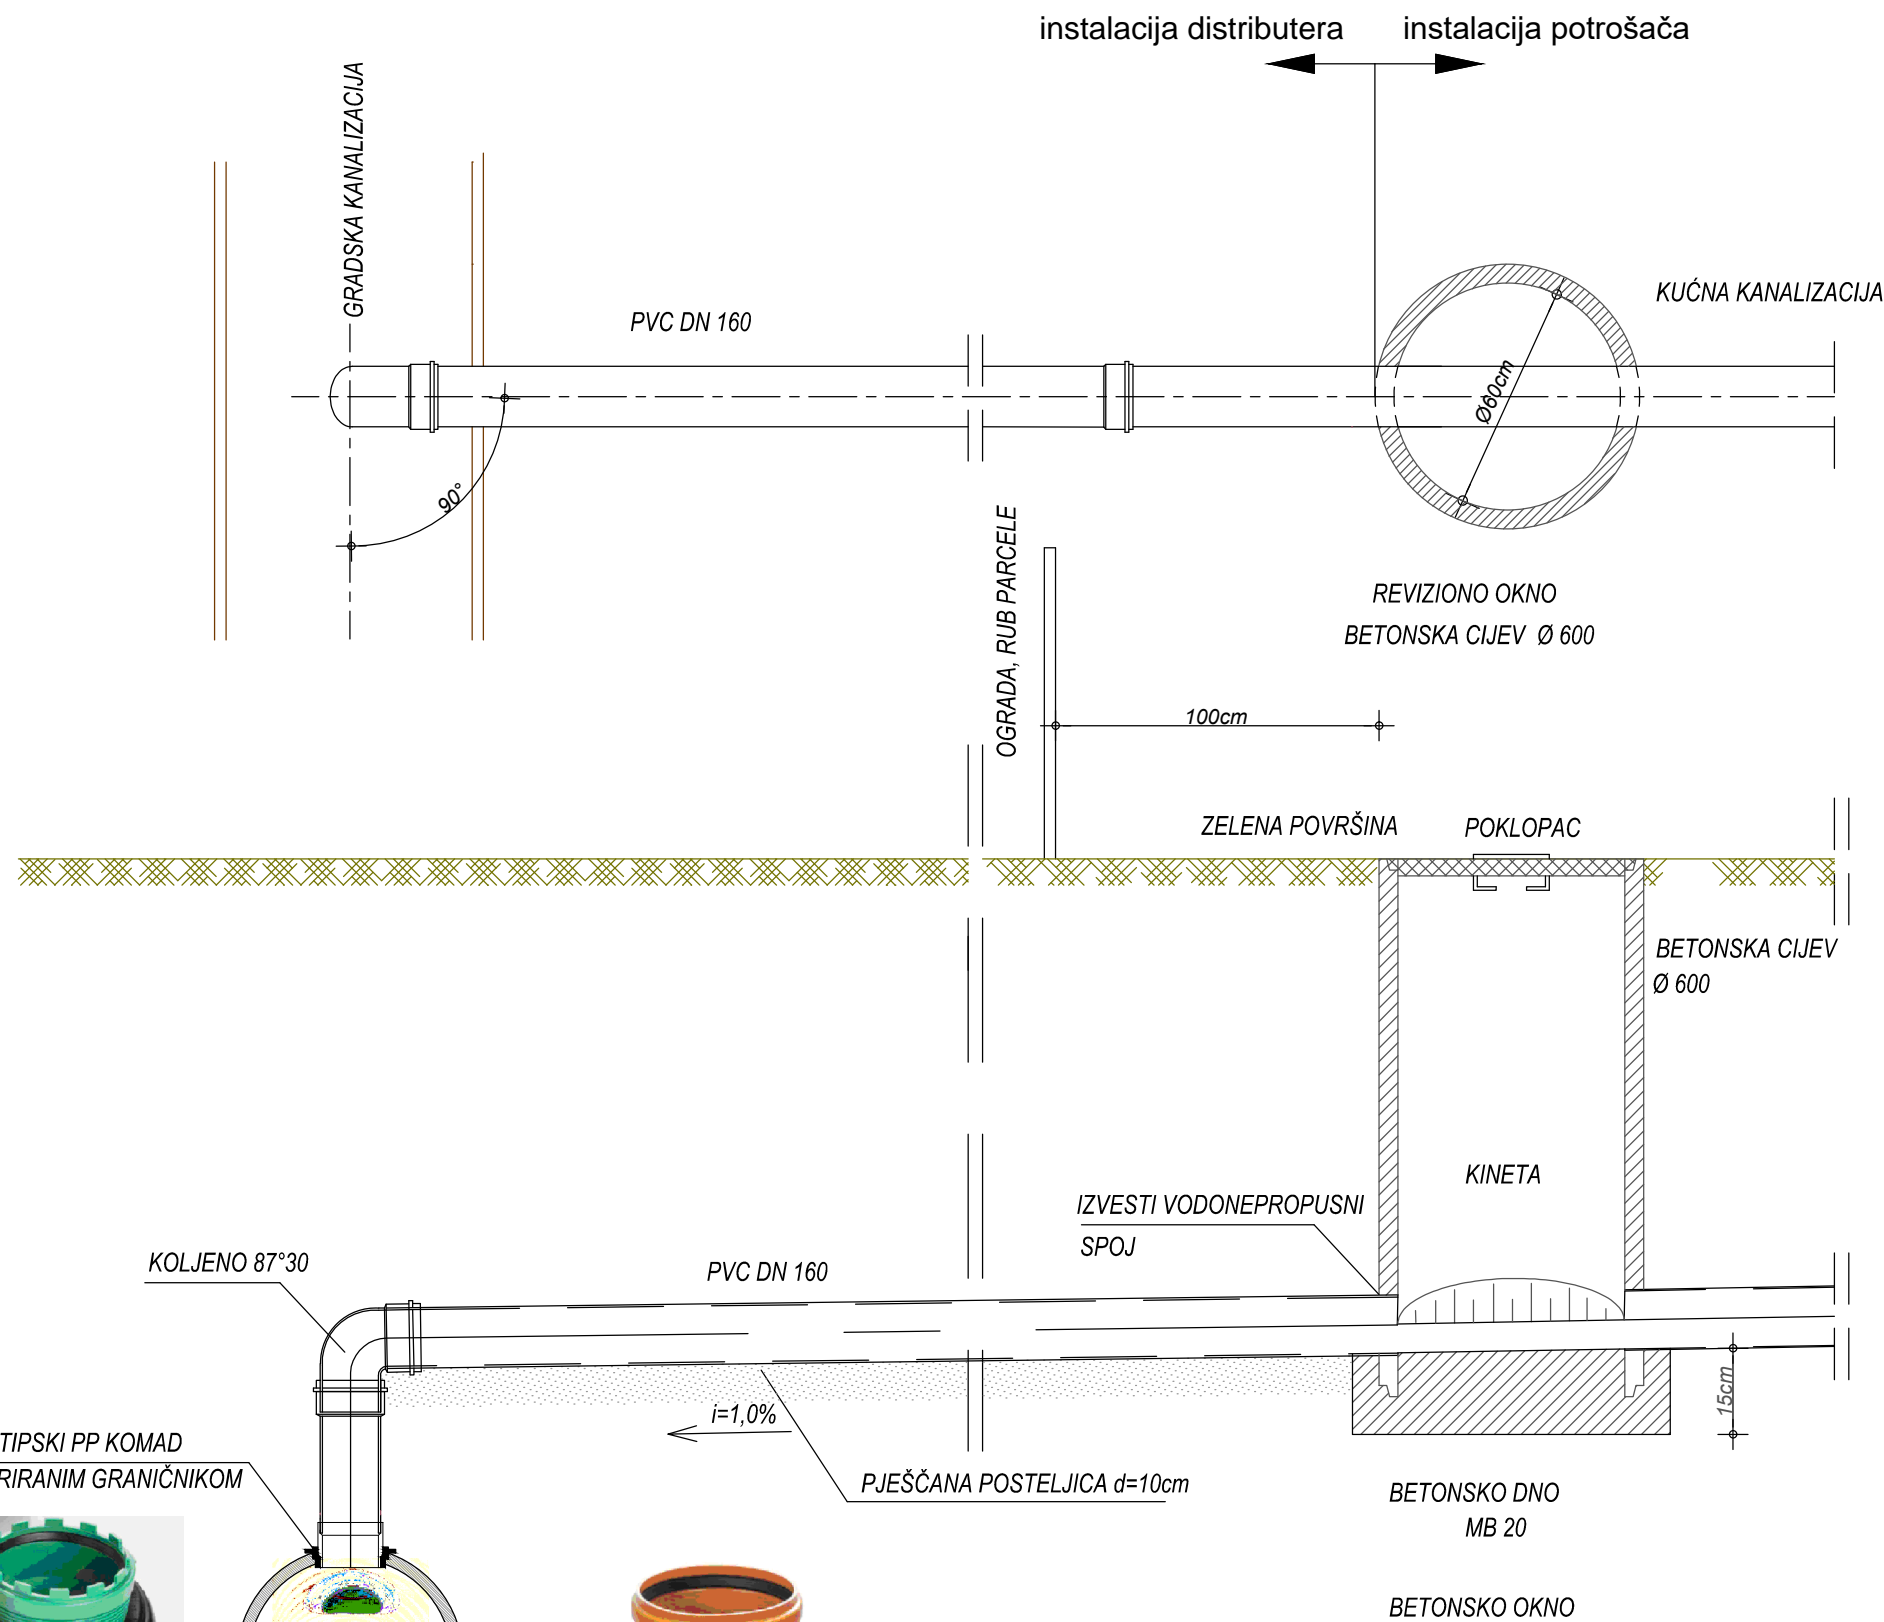 instalacija distributera
instalacija potrošača
GRADSKA KANALIZACIJA
KUĆNA KANALIZACIJA
PVC DN 160
Ø60cm
90°
REVIZIONO OKNO
BETONSKA CIJEV Ø 600
OGRADA, RUB PARCELE
100cm
ZELENA POVRŠINA
POKLOPAC
BETONSKA CIJEV
Ø 600
KINETA
IZVESTI VODONEPROPUSNI
SPOJ
KOLJENO 87°30
PVC DN 160
15cm
i=1,0%
TIPSKI PP KOMAD
RIRANIM GRANIČNIKOM
PJEŠČANA POSTELJICA d=10cm
BETONSKO DNO
MB 20
BETONSKO OKNO